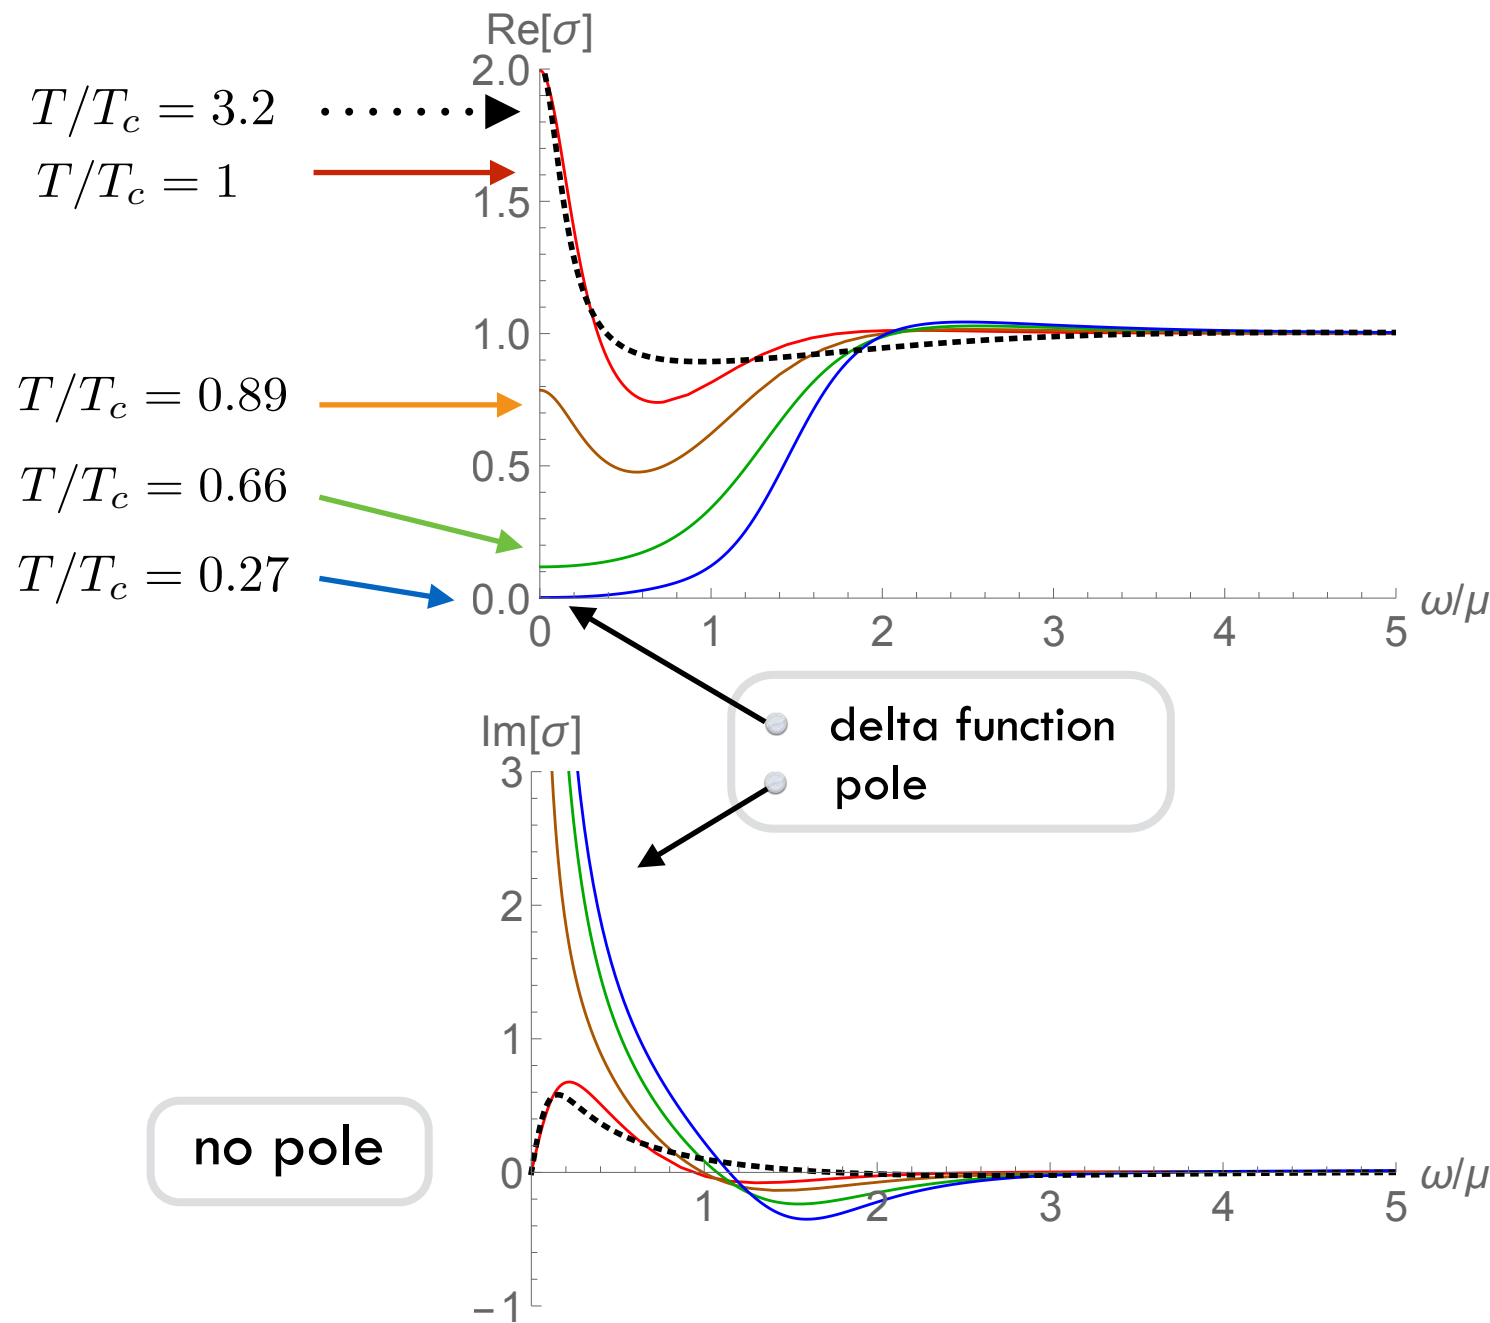 Re[σ]
T/T_c = 3.2
T/T_c = 1
T/T_c = 0.89
T/T_c = 0.66
T/T_c = 0.27
2.0
1.5
1.0
0.5
0.0
0 1 2 3 4 5 ω/μ
delta function
pole
Im[σ]
3
2
1
0
−1
1 2 3 4 5 ω/μ
no pole